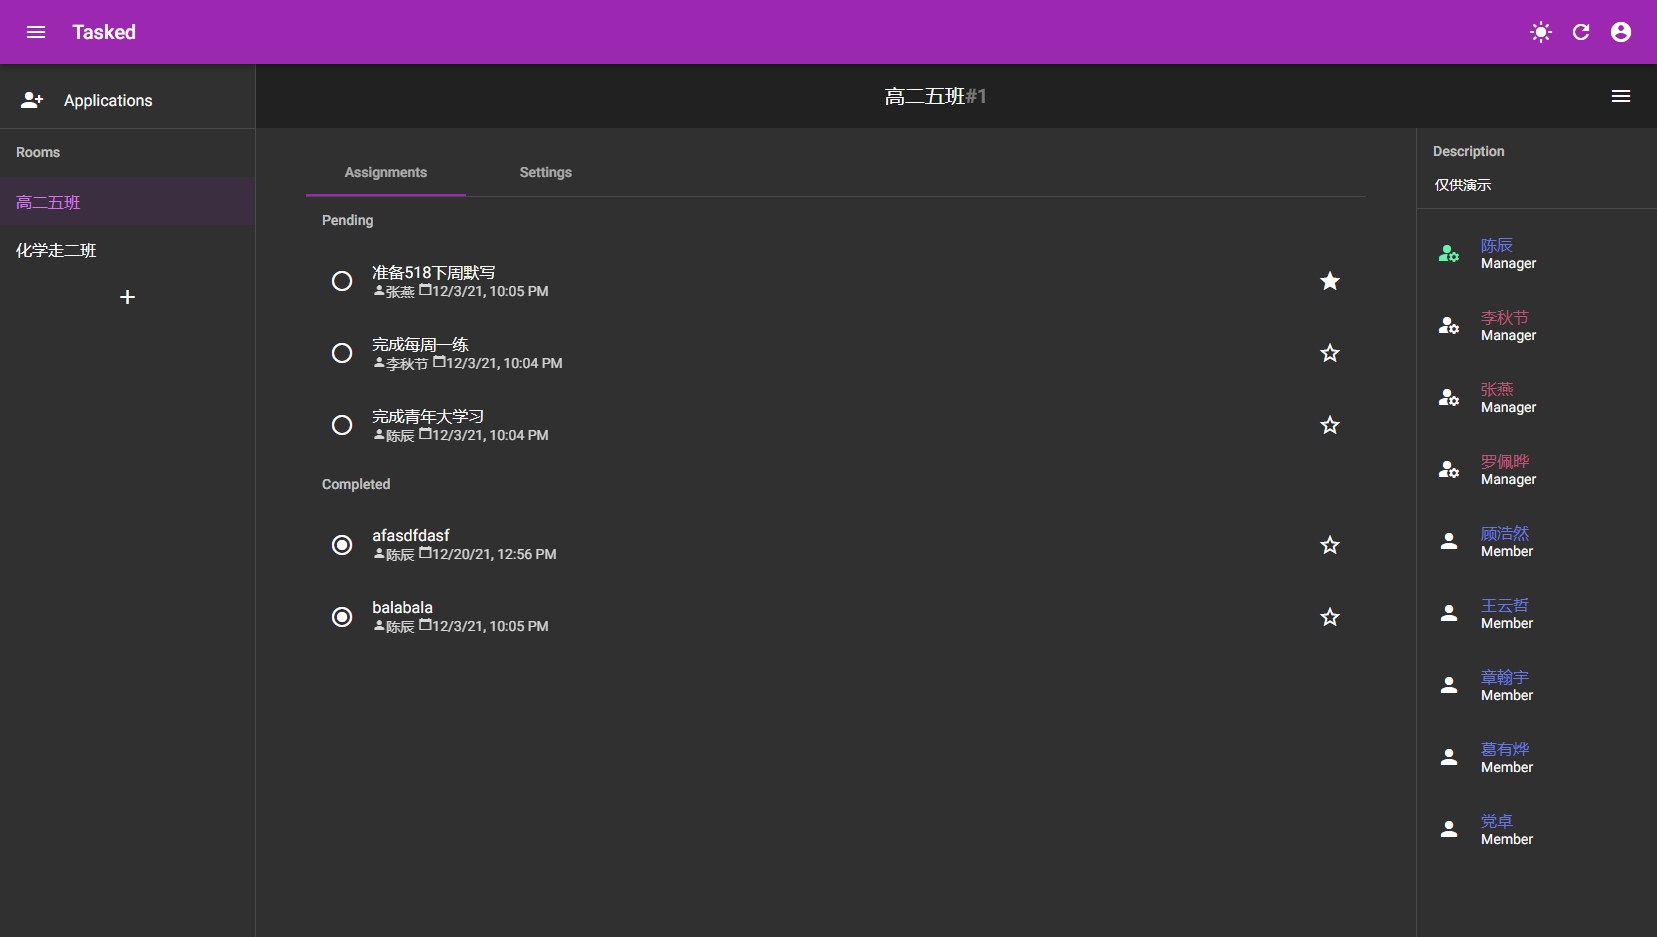 Tasked
Applications
Rooms
高二五班
化学走二班
高二五班#1
Assignments
Settings
Pending
准备518下周默写
张燕 12/3/21, 10:05 PM
完成每周一练
李秋节 12/3/21, 10:04 PM
完成青年大学习
陈辰 12/3/21, 10:04 PM
Completed
afasdfdasf
陈辰 12/20/21, 12:56 PM
balabala
陈辰 12/3/21, 10:05 PM
Description
仅供演示
陈辰
Manager
李秋节
Manager
张燕
Manager
罗佩晔
Manager
顾浩然
Member
王云哲
Member
章翰宇
Member
葛有烨
Member
党卓
Member